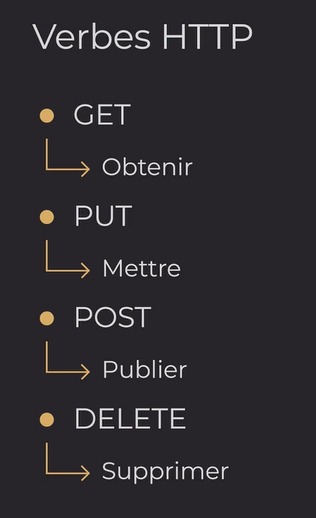 Verbes HTTP
GET
Obtenir
PUT
Mettre
POST
Publier
DELETE
Supprimer